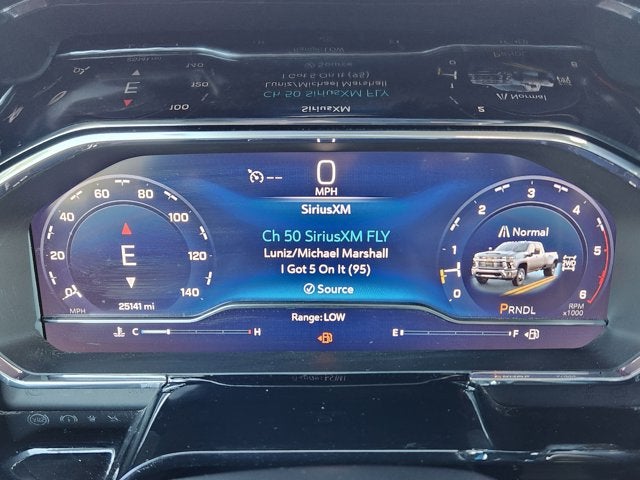 0
MPH
SiriusXM
Ch 50 SiriusXM FLY
Luniz/Michael Marshall
I Got 5 On It (95)
Source
Range: LOW
0 20 40 60 80 100 120 140
E
25141 mi
MPH
C H
E F
0 1 2 3 4 5 6
Normal
2WD
PRNDL
RPM
x1000